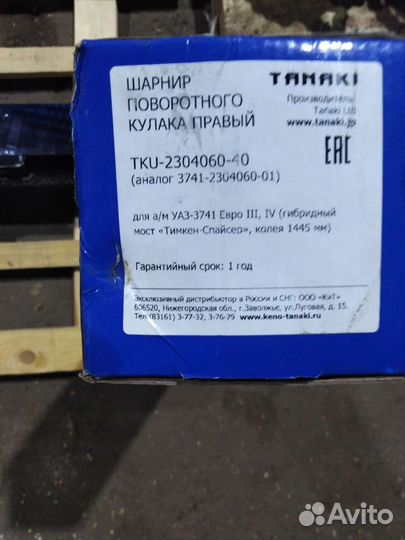 ШАРНИР
ПОВОРОТНОГО
КУЛАКА ПРАВЫЙ
TANAKI
Производитель
Tanaki Ltd
www.tanaki.jp
EAC
TKU-2304060-40
(аналог 3741-2304060-01)
для а/м УАЗ-3741 Евро III, IV (гибридный
мост «Тимкен-Спайсер», колея 1445 мм)
Гарантийный срок: 1 год
Эксклюзивный дистрибьютор в России и СНГ: ООО «КиТ»
606520, Нижегородская обл., г.Заволжье, ул.Луговая, д. 15.
Тел.(83161) 3-77-32, 3-76-79 www.keno-tanaki.ru
Avito